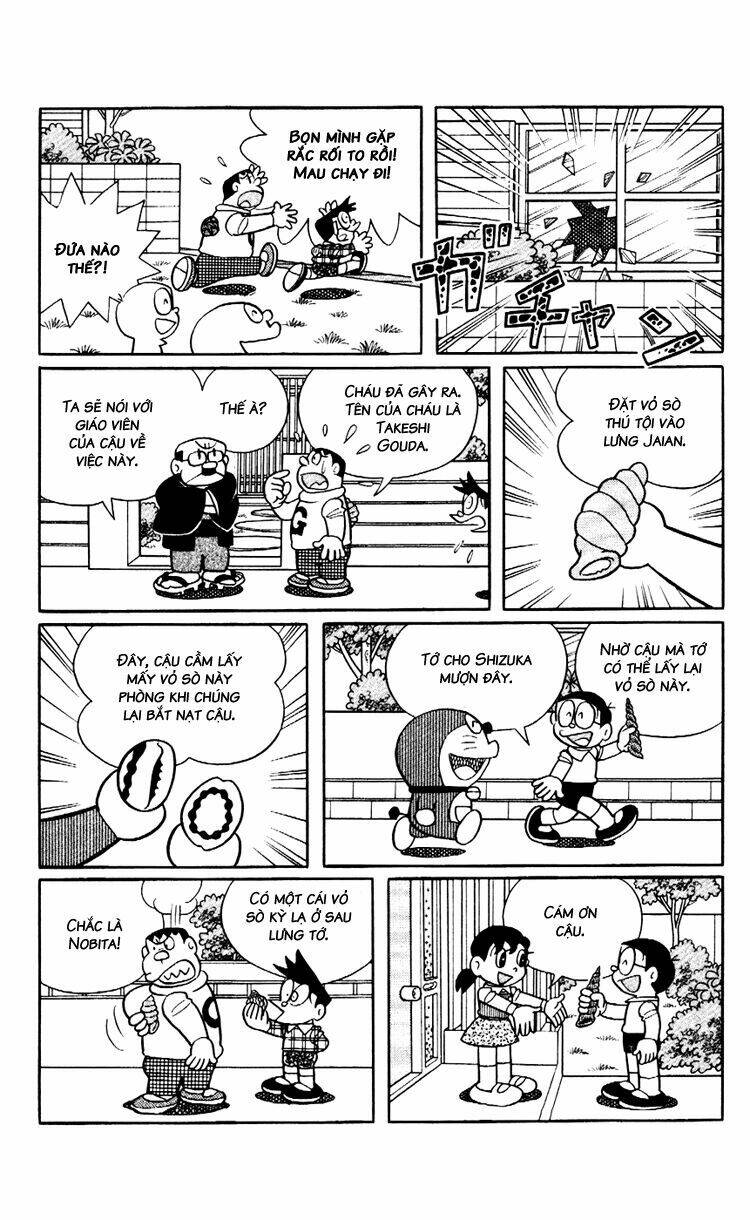 ガチャン
BỌN MÌNH GẶP
RẮC RỐI TO RỒI!
MAU CHẠY ĐI!
ĐỨA NÀO
THẾ?!
ĐẶT VỎ SÒ
THÚ TỘI VÀO
LƯNG JAIAN.
CHÁU ĐÃ GÂY RA.
TÊN CỦA CHÁU LÀ
TAKESHI
GOUDA.
THẾ À?
TA SẼ NÓI VỚI
GIÁO VIÊN
CỦA CẬU VỀ
VIỆC NÀY.
G
NHỜ CẬU MÀ TỚ
CÓ THỂ LẤY LẠI
VỎ SÒ NÀY.
TỚ CHO SHIZUKA
MƯỢN ĐÂY.
ĐÂY, CẬU CẦM LẤY
MẤY VỎ SÒ NÀY
PHÒNG KHI CHÚNG
LẠI BẮT NẠT CẬU.
CÁM ƠN
CẬU.
CÓ MỘT CÁI VỎ
SÒ KỲ LẠ Ở SAU
LƯNG TỚ.
CHẮC LÀ
NOBITA!